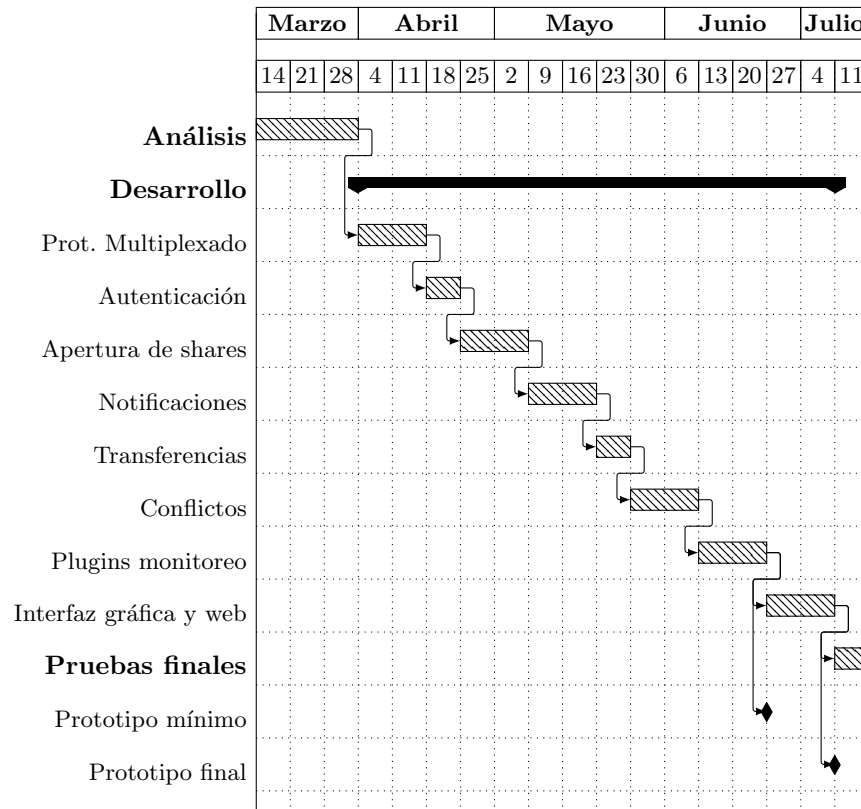 Marzo Abril Mayo Junio Julio
14 21 28 4 11 18 25 2 9 16 23 30 6 13 20 27 4 11
Análisis
Desarrollo
Prot. Multiplexado
Autenticación
Apertura de shares
Notificaciones
Transferencias
Conflictos
Plugins monitoreo
Interfaz gráfica y web
Pruebas finales
Prototipo mínimo
Prototipo final